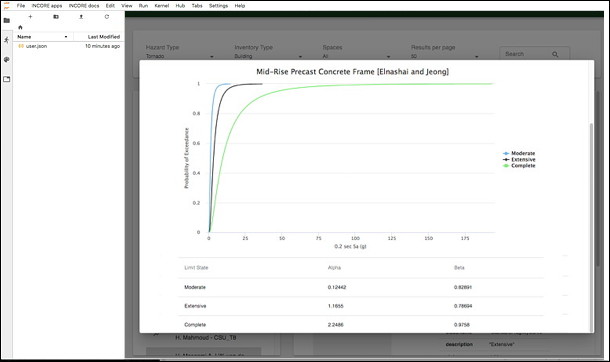 File INCORE apps INCORE docs Edit View Run Kernel Hub Tabs Settings Help
Name Last Modified
user.json 10 minutes ago
Hazard Type Inventory Type Spaces Results per page
Tornado Building All 50 Search
Mid-Rise Precast Concrete Frame [Elnashai and Jeong]
Probability of Exceedance
1
0.8
0.6
0.4
0.2
0
0 25 50 75 100 125 150 175
0.2 sec Sa (g)
Moderate
Extensive
Complete
Limit State Alpha Beta
Moderate 0.12442 0.82891
Extensive 1.1655 0.78694
Complete 2.2486 0.9758
H. Mahmoud - CSU_T8
description "Extensive"